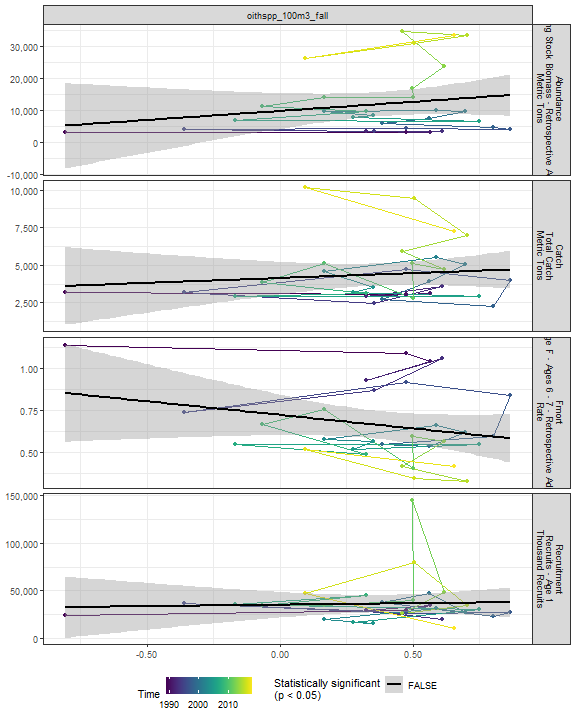 oithspp_100m3_fall
30,000
20,000
10,000
0
-10,000
Abundance
ng Stock Biomass - Retrospective A
Metric Tons
10,000
7,500
5,000
2,500
Catch
Total Catch
Metric Tons
1.00
0.75
0.50
Fmort
ge F - Ages 6 - 7 - Retrospective Ad
Rate
150,000
100,000
50,000
0
Recruitment
Recruits - Age 1
Thousand Recruits
-0.50
0.00
0.50
Time
1990
2000
2010
Statistically significant
(p < 0.05)
FALSE